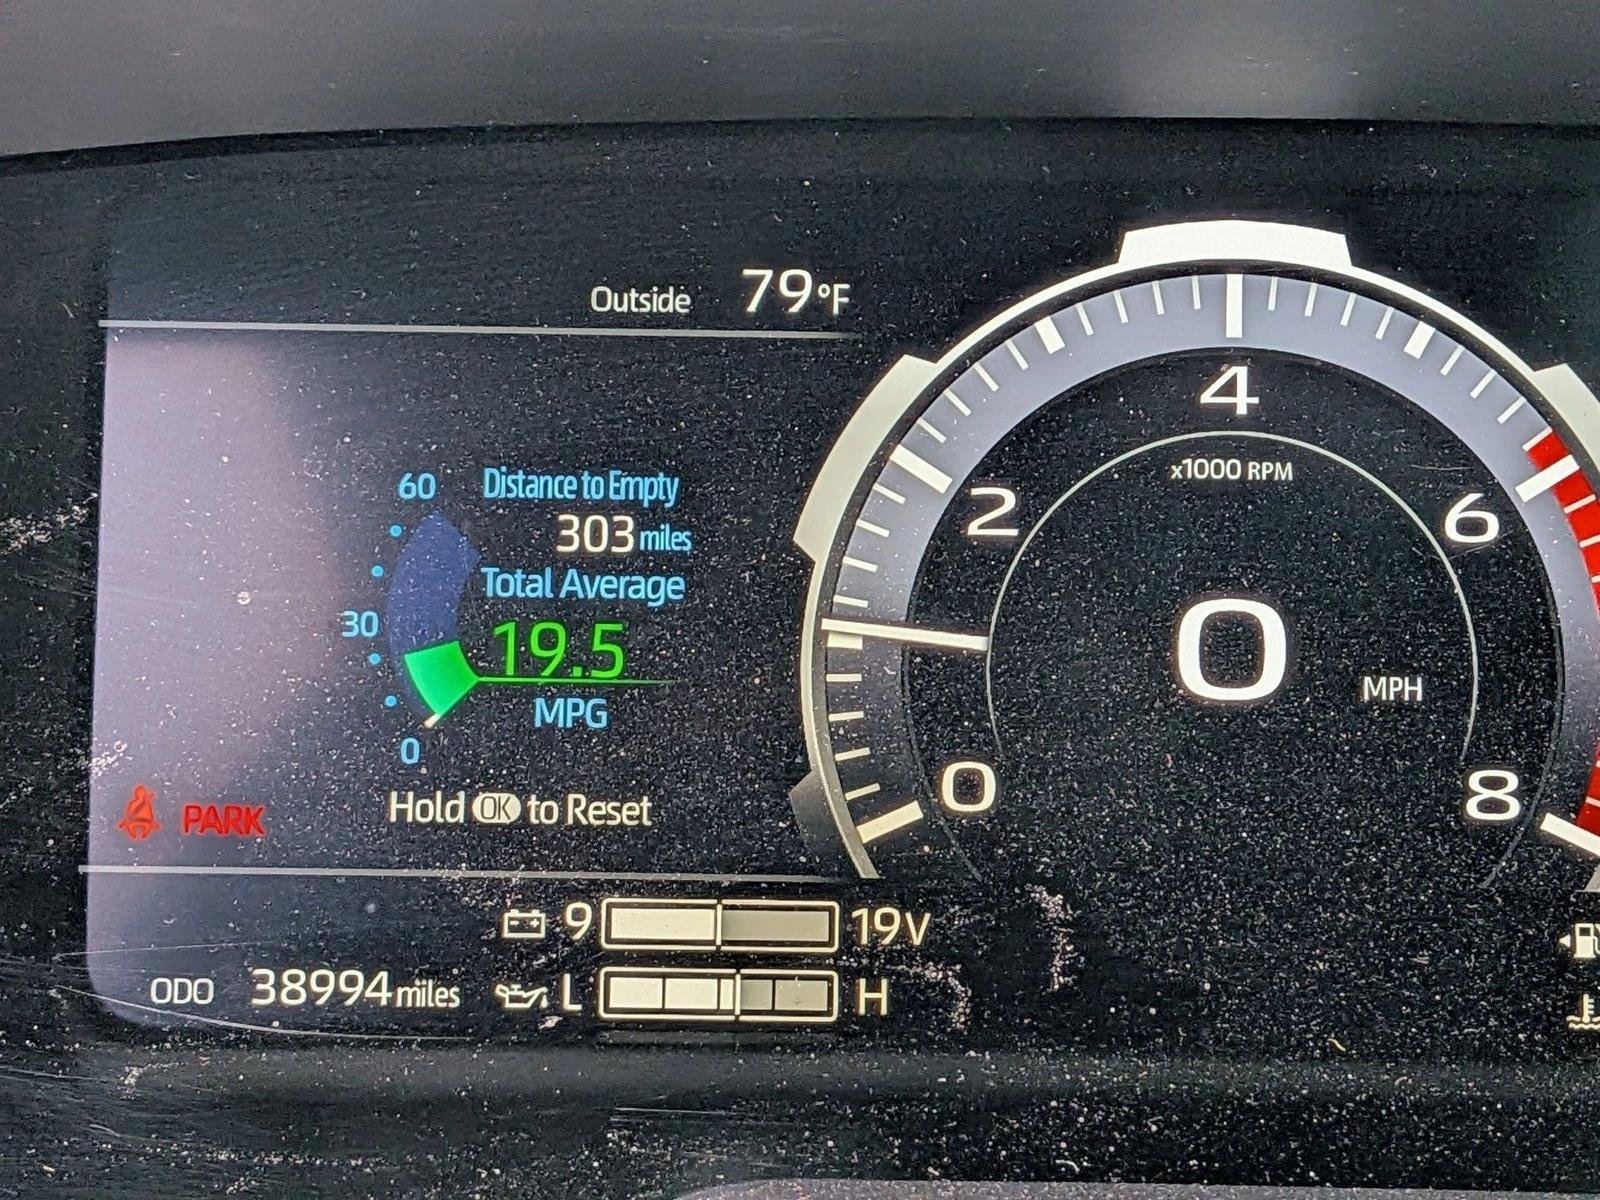 Outside 79°F
60
Distance to Empty
303 miles
Total Average
30
19.5
MPG
0
Hold OK to Reset
PARK
9 19V
ODO 38994 miles
L H
4
x1000 RPM
2 6
0
MPH
0 8